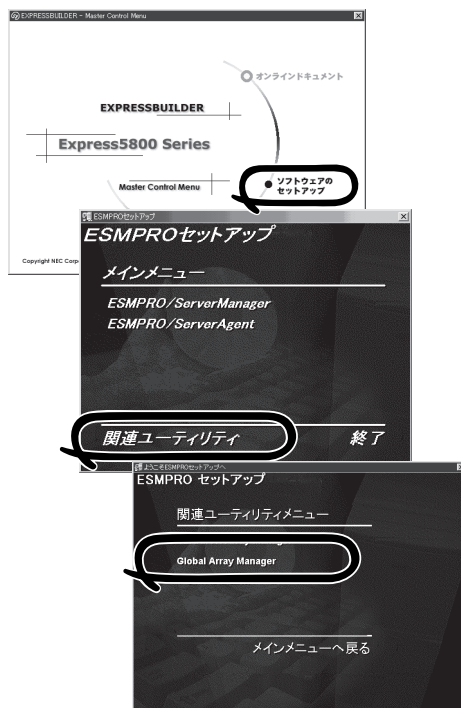 EXPRESSBUILDER - Master Control Menu
オンラインドキュメント
EXPRESSBUILDER
Express5800 Series
ソフトウェアの
セットアップ
Master Control Menu
Copyright NEC Corp
ESMPROセットアップ
ESMPROセットアップ
メインメニュー
ESMPRO/ServerManager
ESMPRO/ServerAgent
関連ユーティリティ
終了
ようこそESMPROセットアップへ
ESMPRO セットアップ
関連ユーティリティメニュー
Global Array Manager
メインメニューへ戻る